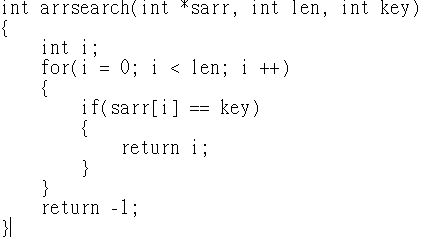 int arrsearch(int *sarr, int len, int key)
{
    int i;
    for(i = 0; i < len; i ++)
    {
        if(sarr[i] == key)
        {
            return i;
        }
    }
    return -1;
}